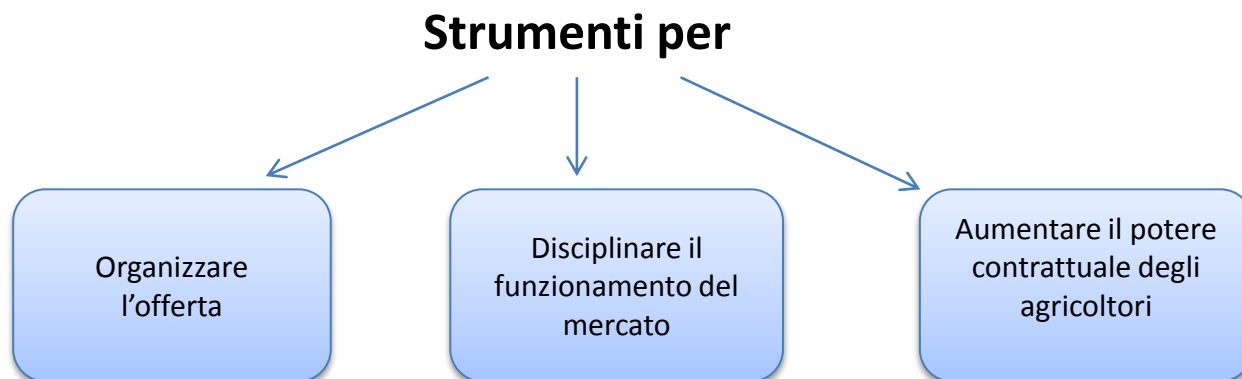 Strumenti per
Organizzare
l’offerta
Disciplinare il
funzionamento del
mercato
Aumentare il potere
contrattuale degli
agricoltori